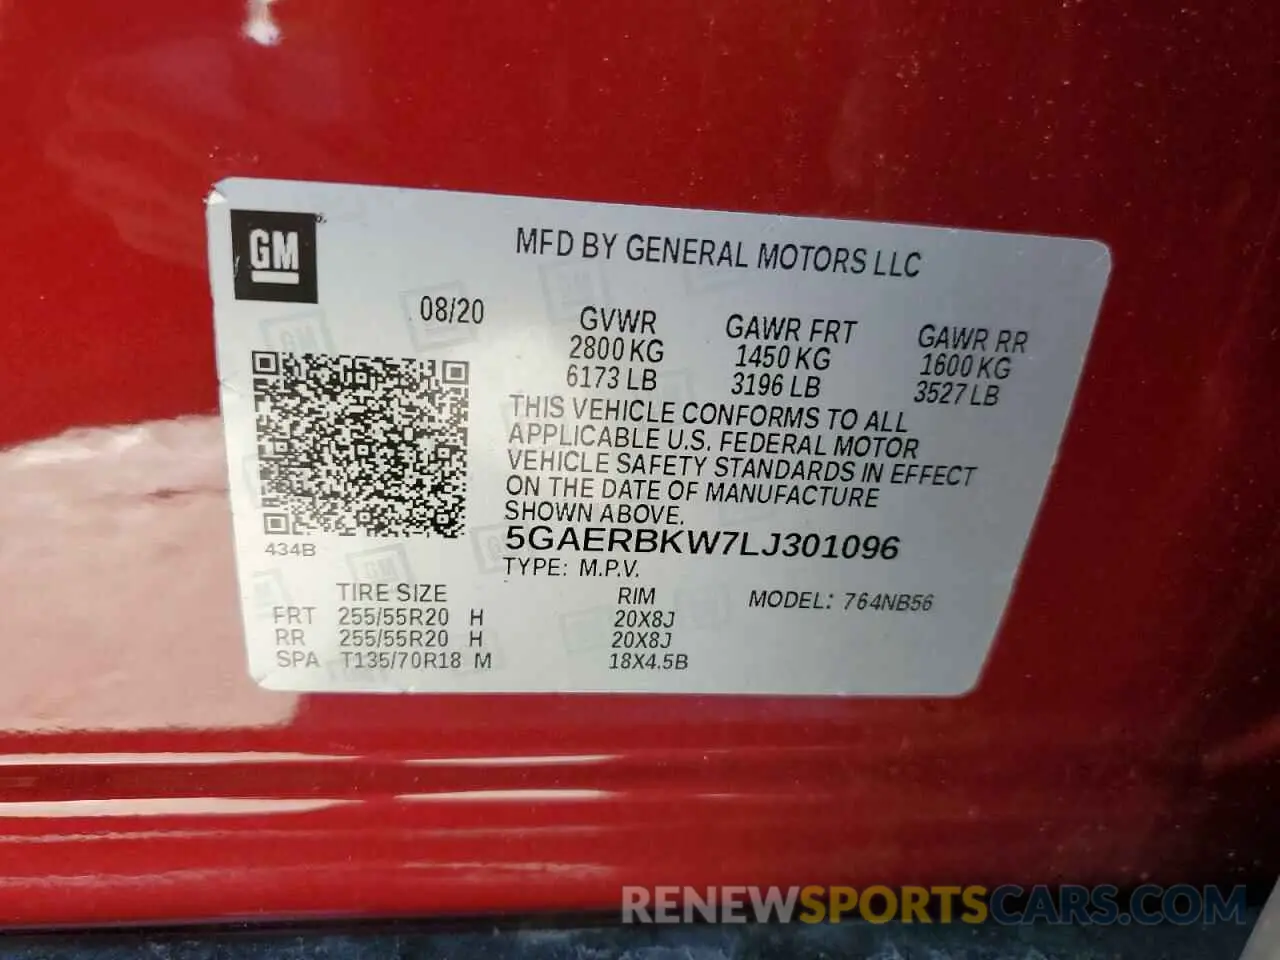 GM
MFD BY GENERAL MOTORS LLC
08/20
GVWR GAWR FRT GAWR RR
2800 KG 1450 KG 1600 KG
6173 LB 3196 LB 3527 LB
THIS VEHICLE CONFORMS TO ALL
APPLICABLE U.S. FEDERAL MOTOR
VEHICLE SAFETY STANDARDS IN EFFECT
ON THE DATE OF MANUFACTURE
SHOWN ABOVE.
434B
5GAERBKW7LJ301096
TYPE: M.P.V.
TIRE SIZE RIM MODEL: 764NB56
FRT 255/55R20 H 20X8J
RR 255/55R20 H 20X8J
SPA T135/70R18 M 18X4.5B
RENEWSPORTSCARS.COM